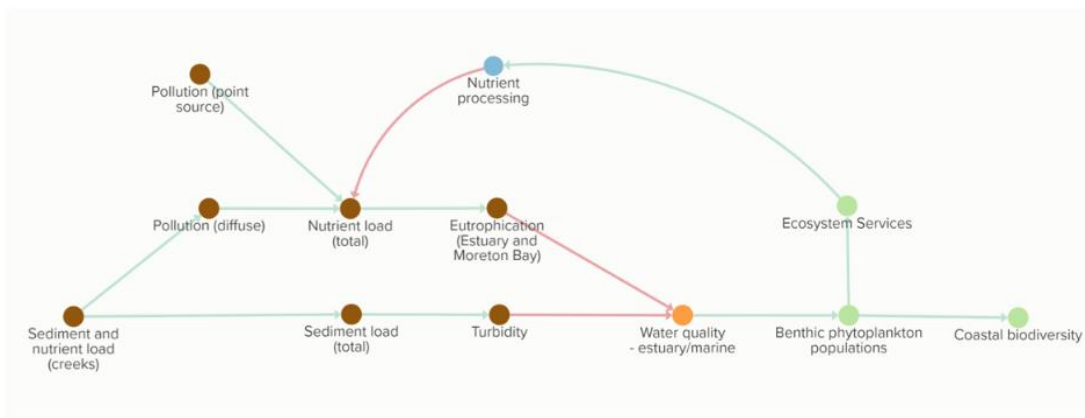 Pollution (point
source)
Nutrient
processing
Pollution (diffuse)
Nutrient load
(total)
Eutrophication
(Estuary and
Moreton Bay)
Ecosystem Services
Sediment and
nutrient load
(creeks)
Sediment load
(total)
Turbidity
Water quality
- estuary/marine
Benthic phytoplankton
populations
Coastal biodiversity